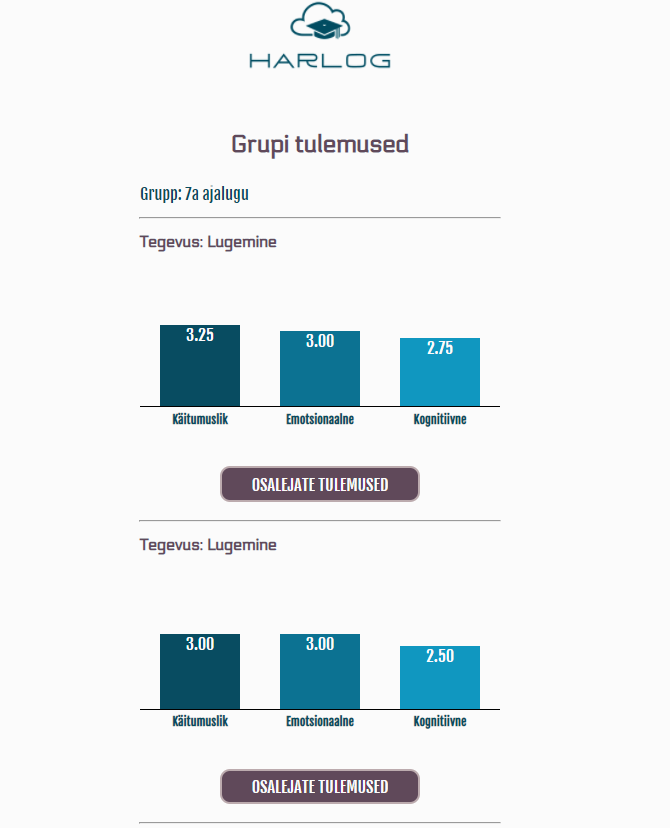 HARLOG
Grupi tulemused
Grupp: 7a ajalugu
Tegevus: Lugemine
3.25 3.00 2.75
Käitumuslik Emotsionaalne Kognitiivne
OSALEJATE TULEMUSED
Tegevus: Lugemine
3.00 3.00 2.50
Käitumuslik Emotsionaalne Kognitiivne
OSALEJATE TULEMUSED